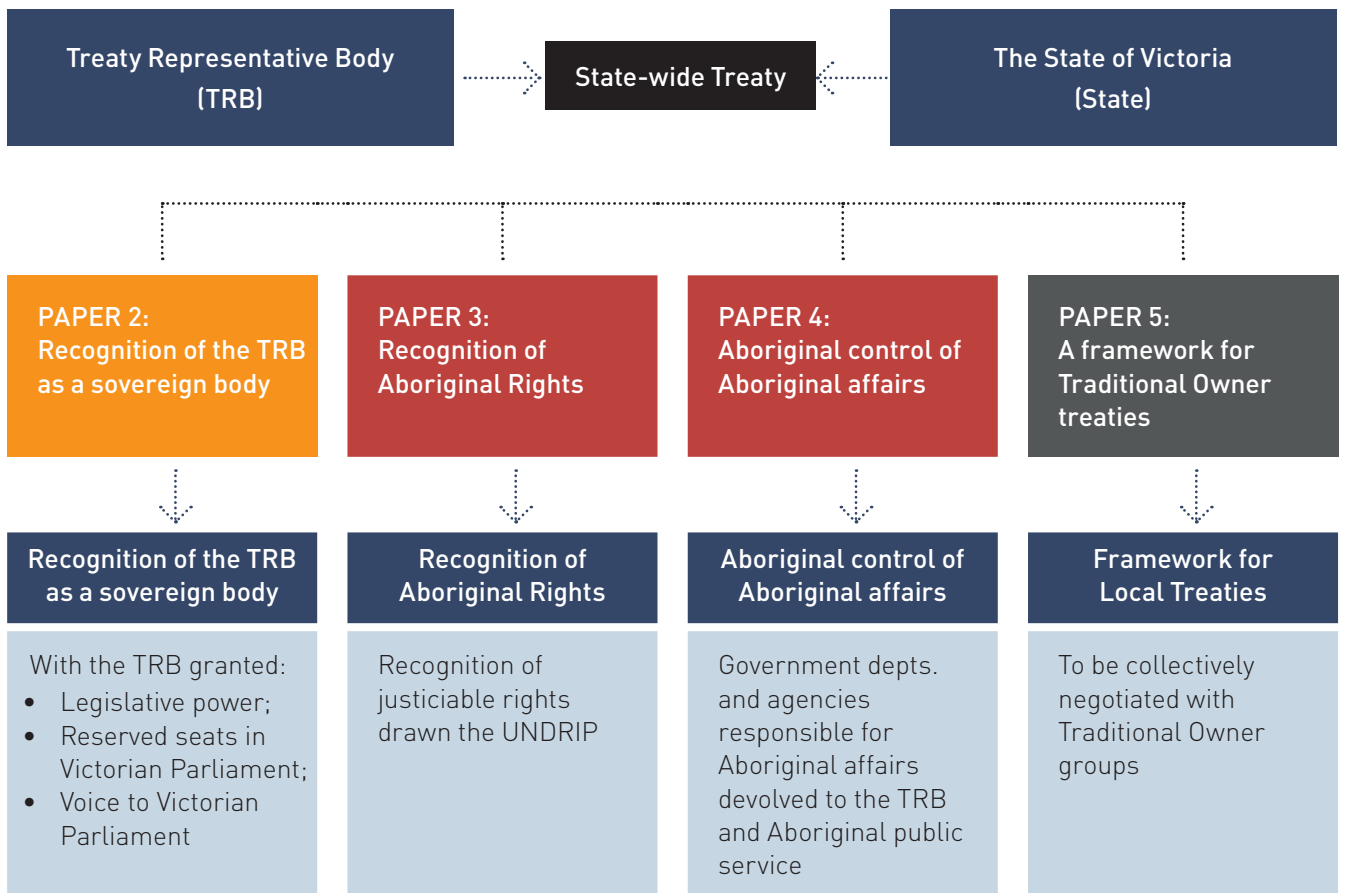 Treaty Representative Body
(TRB)
State-wide Treaty
The State of Victoria
(State)
PAPER 2:
Recognition of the TRB
as a sovereign body
PAPER 3:
Recognition of
Aboriginal Rights
PAPER 4:
Aboriginal control of
Aboriginal affairs
PAPER 5:
A framework for
Traditional Owner
treaties
Recognition of the TRB
as a sovereign body
With the TRB granted:
• Legislative power;
• Reserved seats in
Victorian Parliament;
• Voice to Victorian
Parliament
Recognition of
Aboriginal Rights
Recognition of
justiciable rights
drawn the UNDRIP
Aboriginal control of
Aboriginal affairs
Government depts.
and agencies
responsible for
Aboriginal affairs
devolved to the TRB
and Aboriginal public
service
Framework for
Local Treaties
To be collectively
negotiated with
Traditional Owner
groups